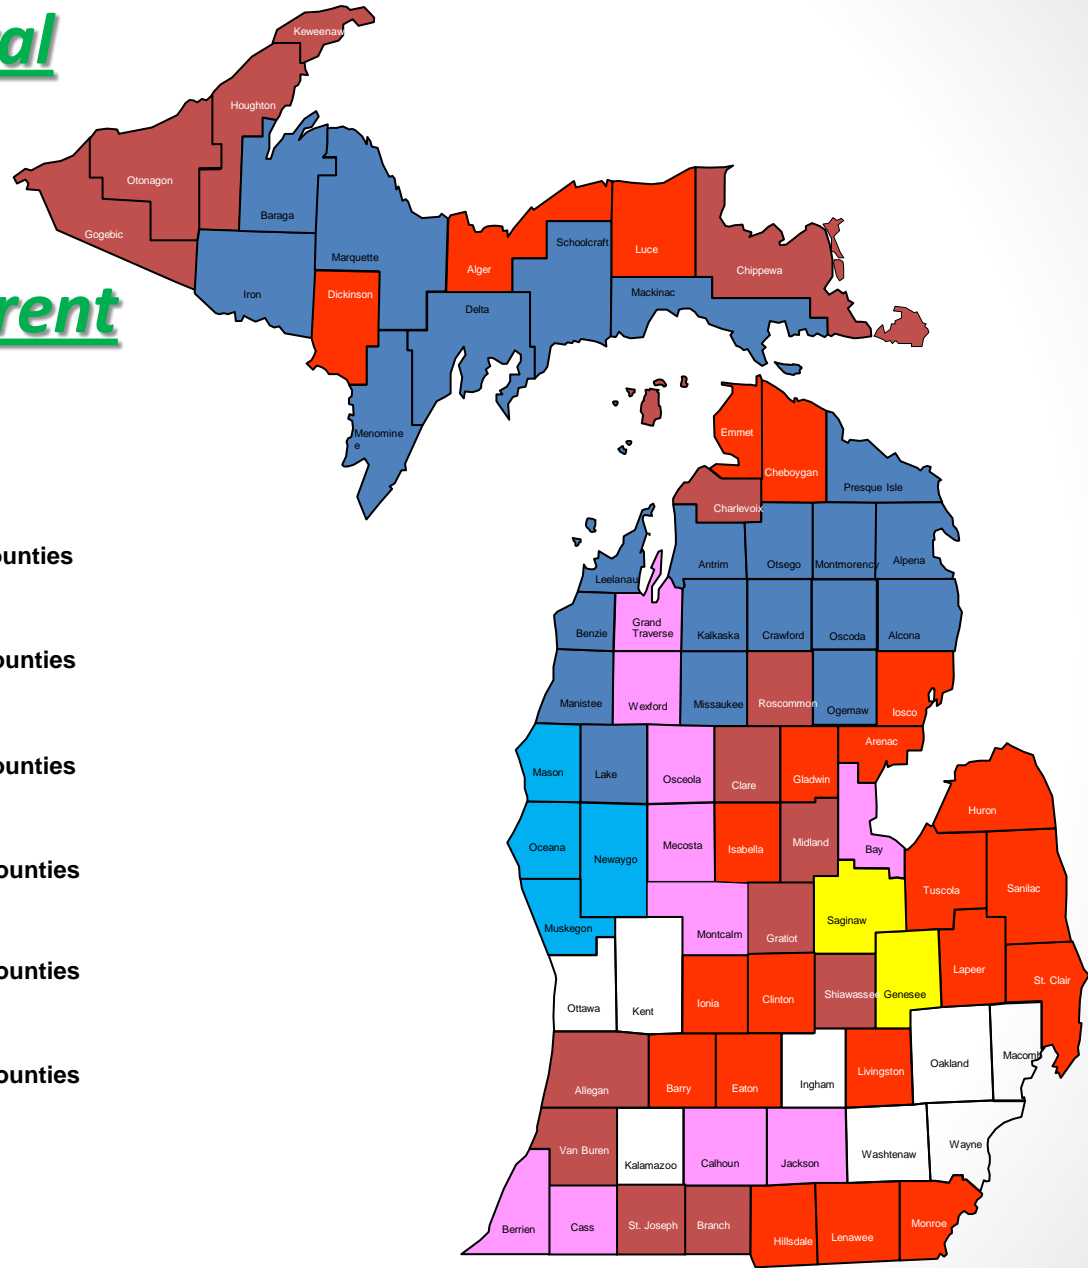 al
Keweenaw
Houghton
Otonagon
Gogebic
Baraga
Schoolcraft
Luce
Marquette
Alger
Chippewa
Iron
Dickinson
Mackinac
rent
Delta
Menomine
e
Emmet
Cheboygan
Presque Isle
Charlevoix
ounties
Antrim
Otsego
Montmorency
Alpena
Leelanau
Grand
Traverse
Benzie
Kalkaska
Crawford
Oscoda
Alcona
ounties
Manistee
Wexford
Missaukee
Roscommon
Ogemaw
Iosco
Arenac
ounties
Mason
Lake
Osceola
Clare
Gladwin
Huron
Oceana
Newaygo
Mecosta
Isabella
Midland
Bay
ounties
Tuscola
Sanilac
Muskegon
Montcalm
Gratiot
Saginaw
ounties
Ottawa
Kent
Ionia
Clinton
Shiawassee
Genesee
Lapeer
St. Clair
ounties
Allegan
Barry
Eaton
Ingham
Livingston
Oakland
Macomb
Van Buren
Kalamazoo
Calhoun
Jackson
Washtenaw
Wayne
Berrien
Cass
St. Joseph
Branch
Hillsdale
Lenawee
Monroe